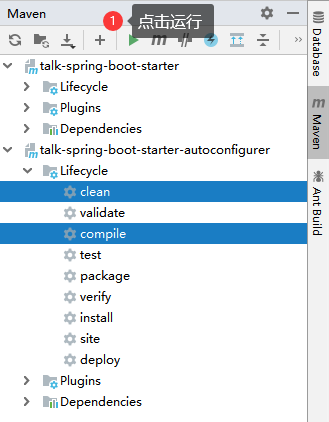 Maven
1 点击运行
m
talk-spring-boot-starter
Lifecycle
Plugins
Dependencies
talk-spring-boot-starter-autoconfigurer
Lifecycle
clean
validate
compile
test
package
verify
install
site
deploy
Plugins
Dependencies
Database
m Maven
Ant Build